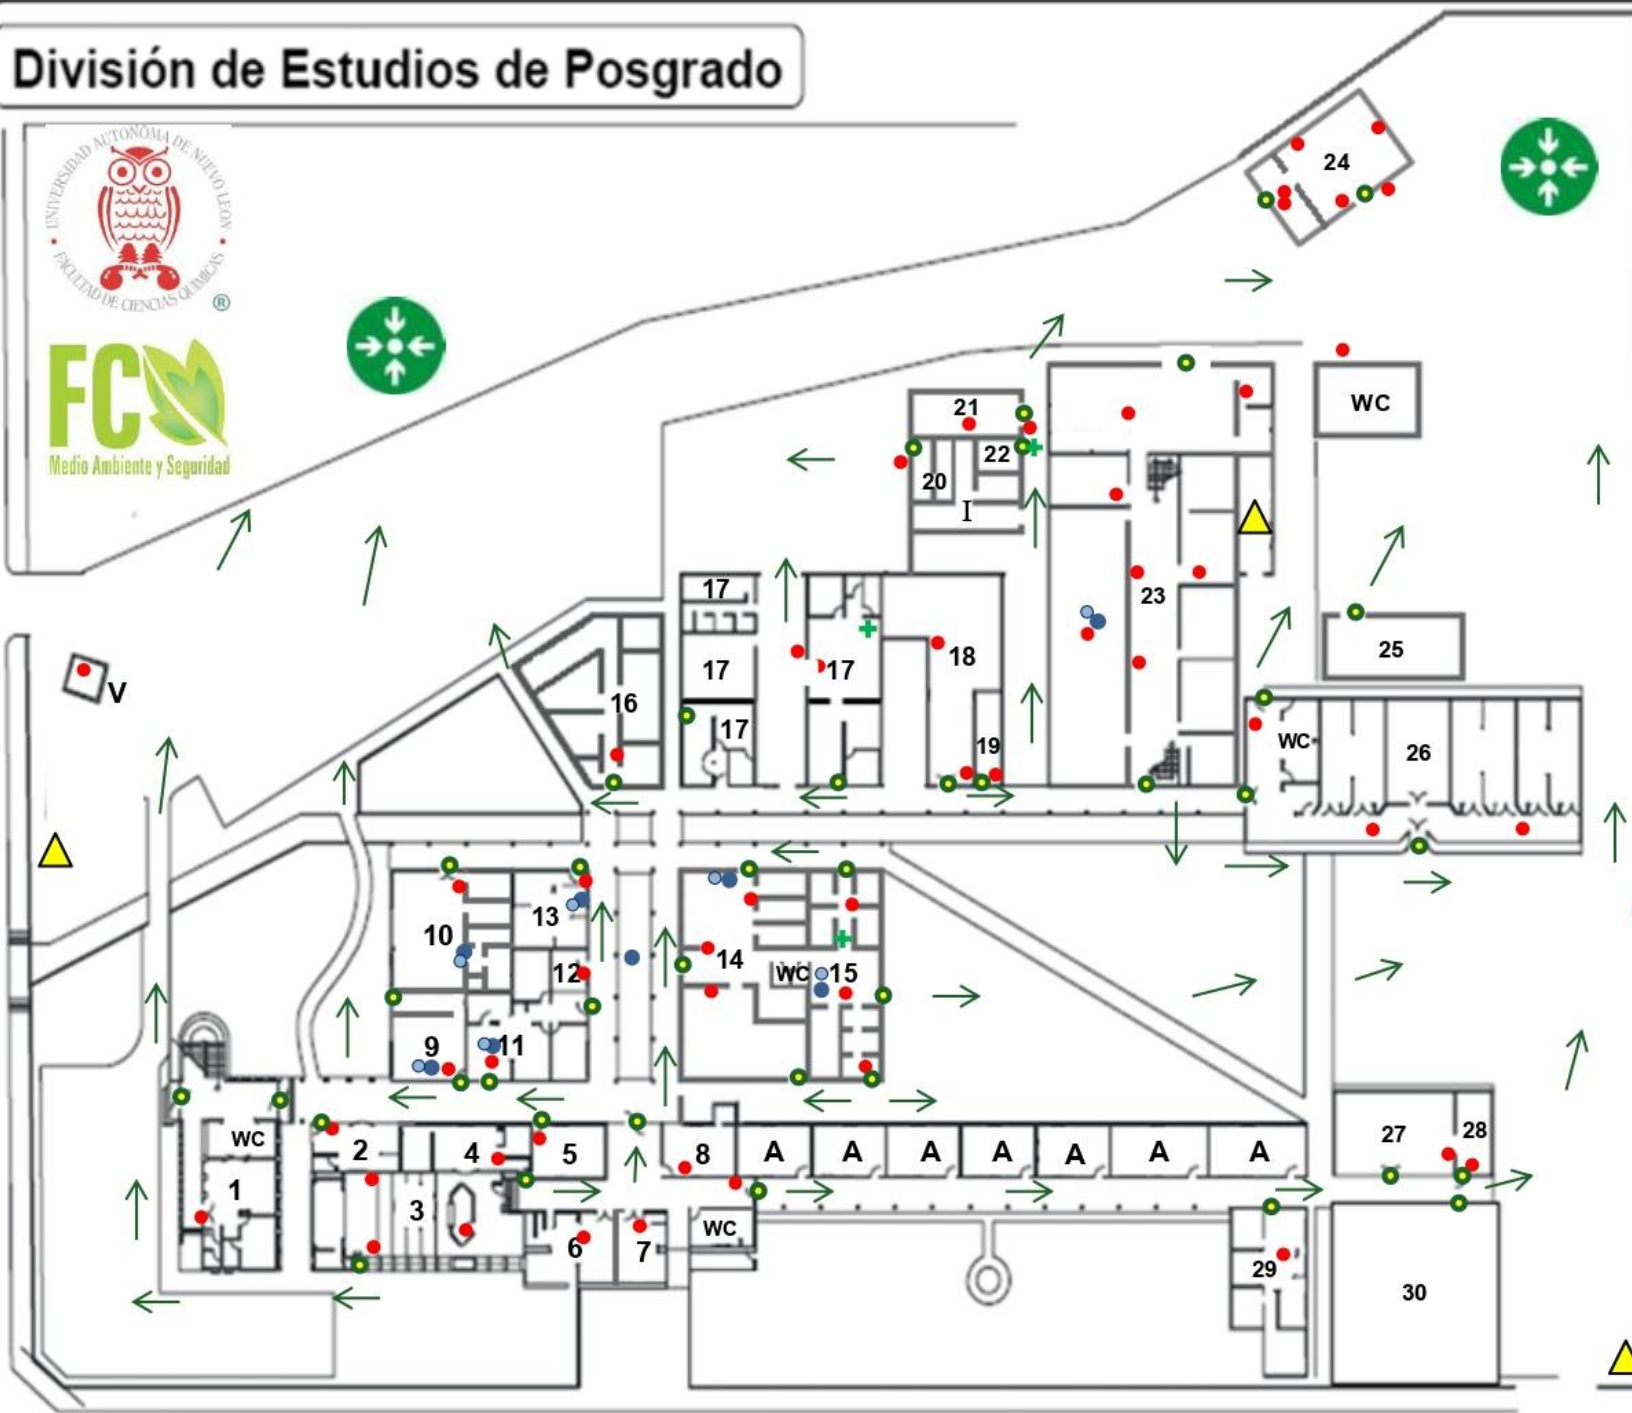 División de Estudios de Posgrado
UNIVERSIDAD AUTÓNOMA DE NUEVO LEÓN
• FACULTAD DE CIENCIAS QUÍMICAS •
®
FC
Medio Ambiente y Seguridad
24
WC
21
22
20
I
17
23
17
17
18
25
16
17
19
WC
26
V
13
10
12
14
WC
15
9
11
WC
2
4
5
8
A
A
A
A
A
A
A
27
28
1
3
WC
6
7
29
30